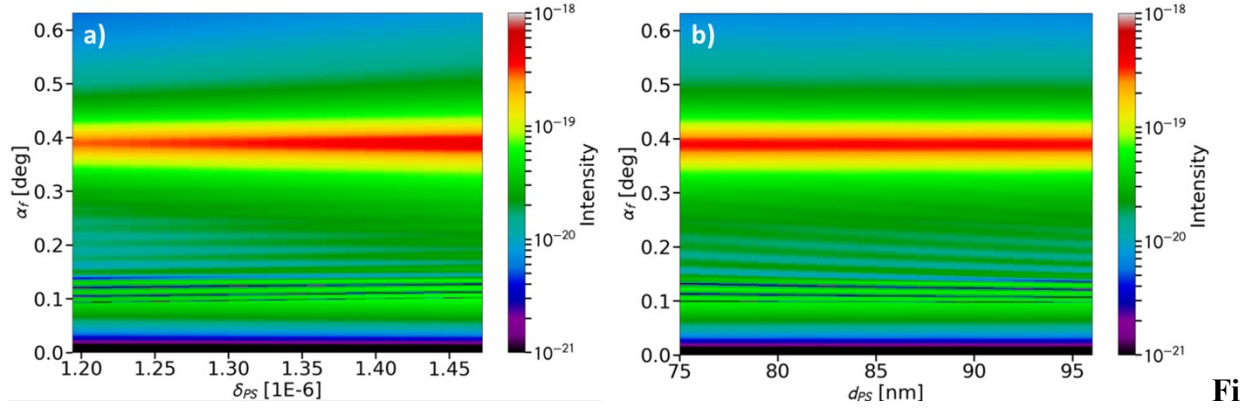 a)
0.6
0.5
0.4
0.3
0.2
0.1
0.0
α_f [deg]
1.20 1.25 1.30 1.35 1.40 1.45
δ_PS [1E-6]
10^-18
10^-19
10^-20
10^-21
Intensity
b)
0.6
0.5
0.4
0.3
0.2
0.1
0.0
α_f [deg]
75 80 85 90 95
d_PS [nm]
10^-18
10^-19
10^-20
10^-21
Intensity
Fi